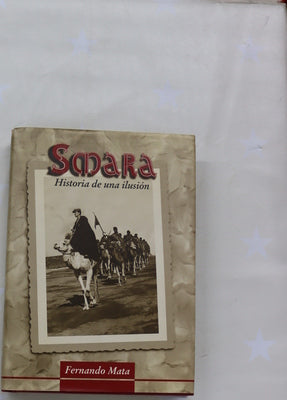 Smara
Historia de una ilusión
Fernando Mata